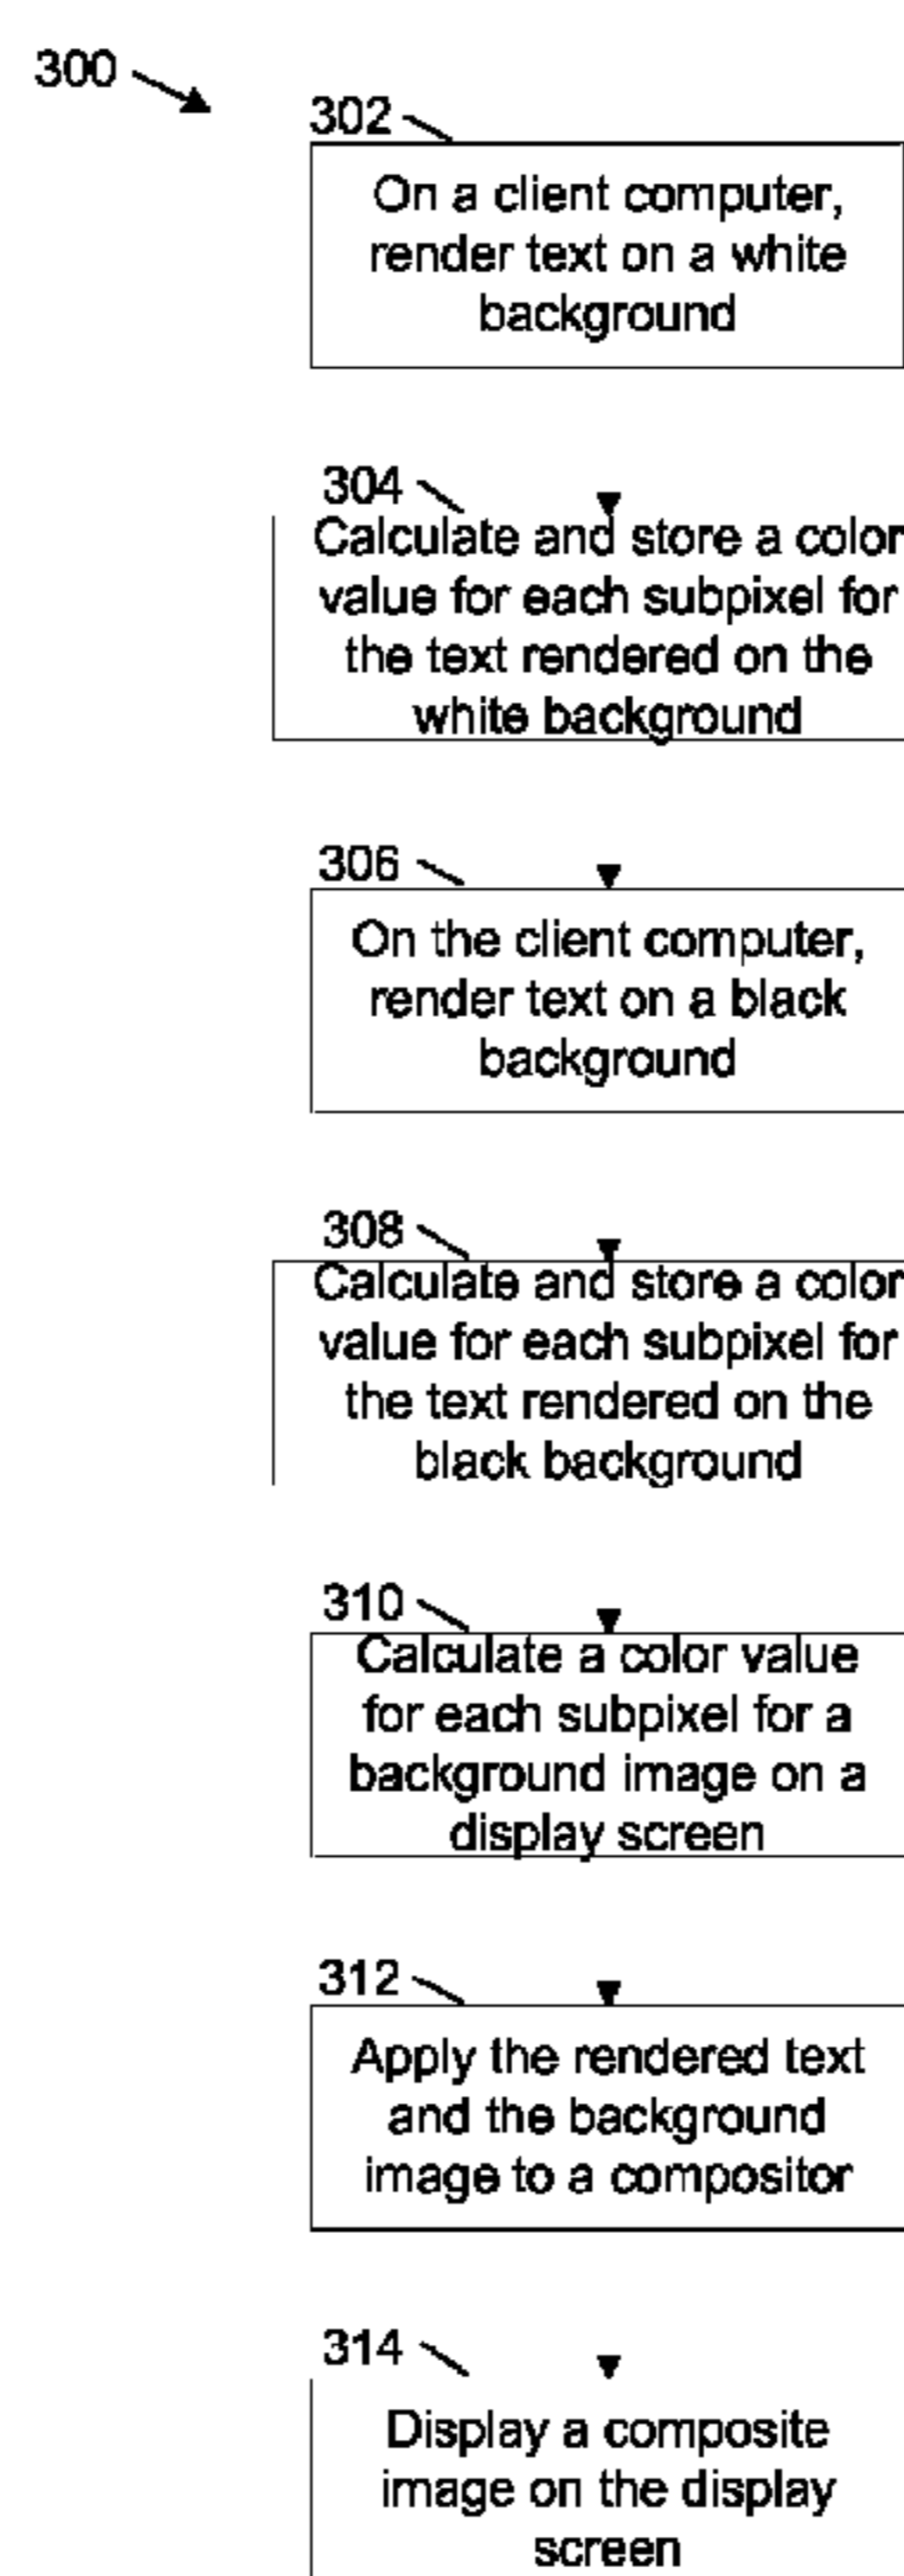 300
302
On a client computer,
render text on a white
background
304
Calculate and store a color
value for each subpixel for
the text rendered on the
white background
306
On the client computer,
render text on a black
background
308
Calculate and store a color
value for each subpixel for
the text rendered on the
black background
310
Calculate a color value
for each subpixel for a
background image on a
display screen
312
Apply the rendered text
and the background
image to a compositor
314
Display a composite
image on the display
screen